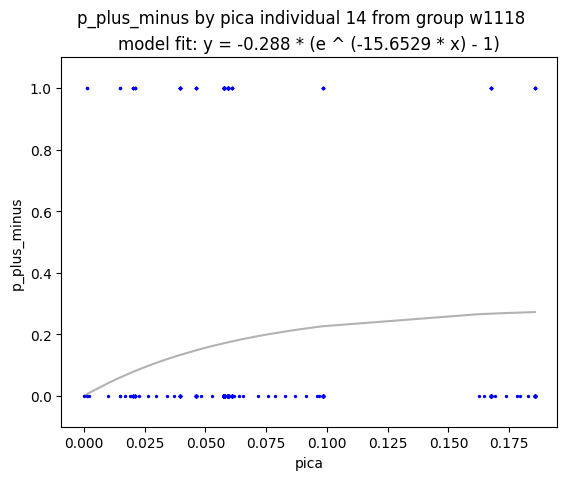 p_plus_minus by pica individual 14 from group w1118
model fit: y = -0.288 * (e ^ (-15.6529 * x) - 1)
1.0
0.8
0.6
0.4
0.2
0.0
p_plus_minus
0.000 0.025 0.050 0.075 0.100 0.125 0.150 0.175
pica